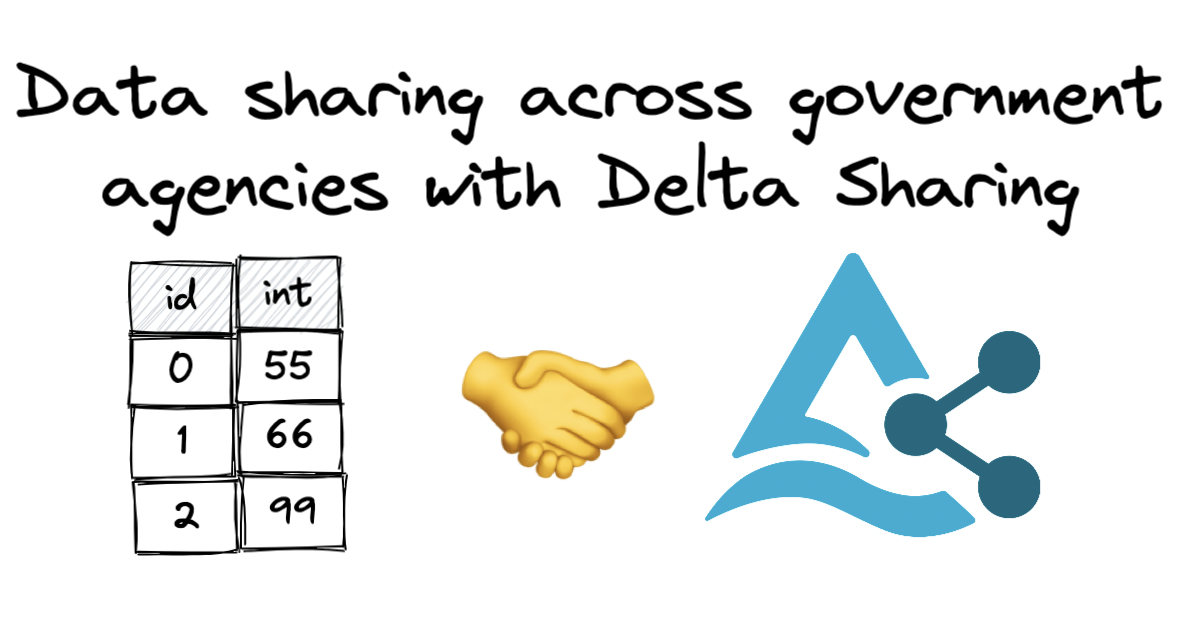 Data sharing across government
agencies with Delta Sharing
id int
0 55
1 66
2 99